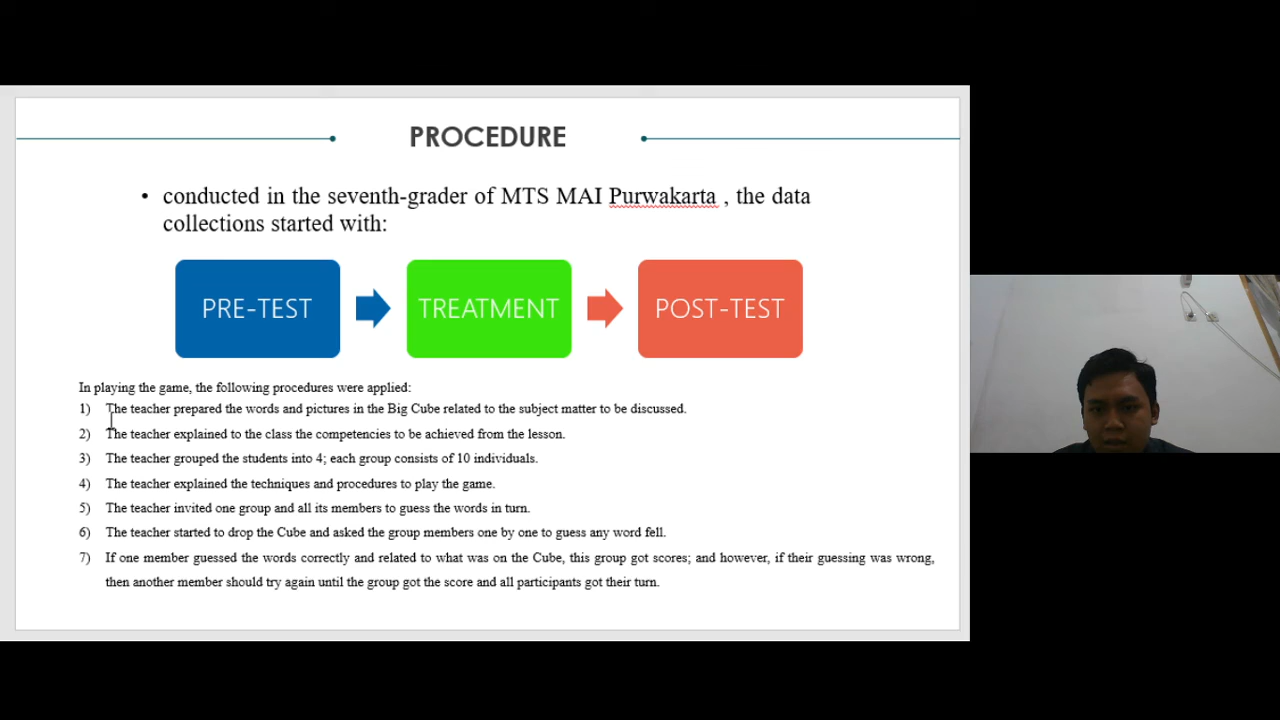 PROCEDURE
• conducted in the seventh-grader of MTS MAI Purwakarta , the data
collections started with:
PRE-TEST
TREATMENT
POST-TEST
In playing the game, the following procedures were applied:
1) The teacher prepared the words and pictures in the Big Cube related to the subject matter to be discussed.
2) The teacher explained to the class the competencies to be achieved from the lesson.
3) The teacher grouped the students into 4; each group consists of 10 individuals.
4) The teacher explained the techniques and procedures to play the game.
5) The teacher invited one group and all its members to guess the words in turn.
6) The teacher started to drop the Cube and asked the group members one by one to guess any word fell.
7) If one member guessed the words correctly and related to what was on the Cube, this group got scores; and however, if their guessing was wrong,
then another member should try again until the group got the score and all participants got their turn.